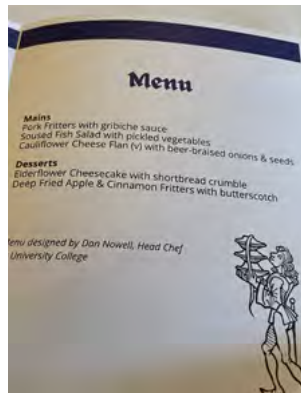 Menu
Mains
Pork Fritters with gribiche sauce
Soused Fish Salad with pickled vegetables
Cauliflower Cheese Flan (v) with beer-braised onions & seeds
Desserts
Elderflower Cheesecake with shortbread crumble
Deep Fried Apple & Cinnamon Fritters with butterscotch
Menu designed by Dan Nowell, Head Chef
University College